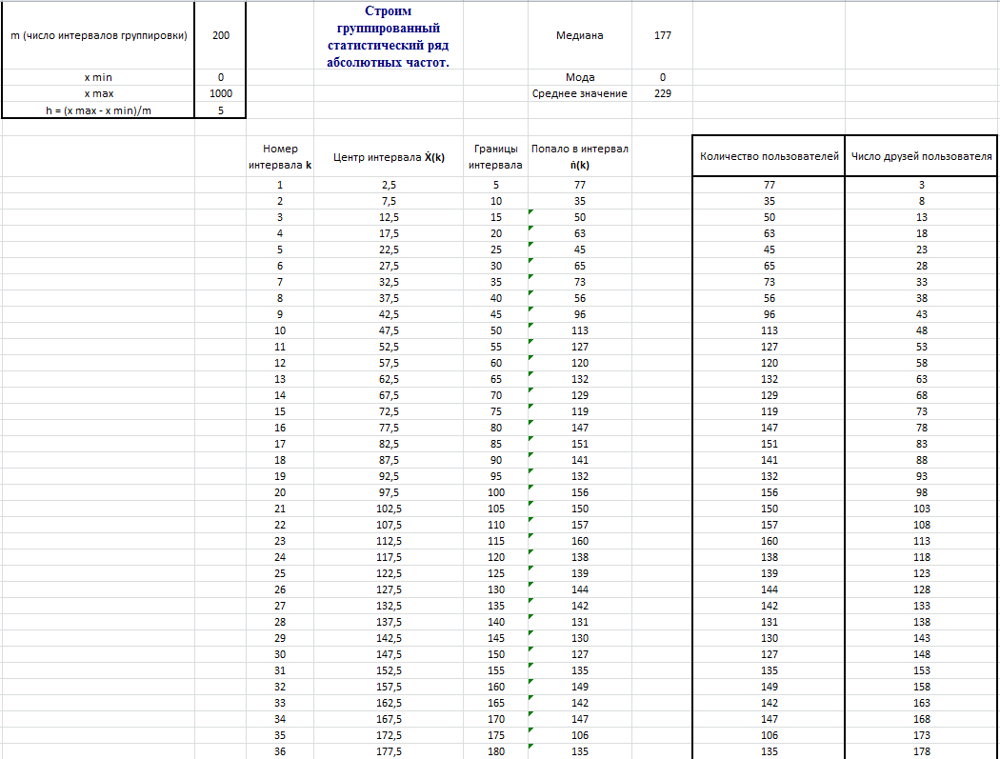 Строим
группированный
статистический ряд
абсолютных частот.
m (число интервалов группировки) 200 Медиана 177
x min 0 Мода 0
x max 1000 Среднее значение 229
h = (x max - x min)/m 5
Номер интервала k Центр интервала Ẋ(k) Границы интервала Попало в интервал ṅ(k) Количество пользователей Число друзей пользователя
1 2,5 5 77 77 3
2 7,5 10 35 35 8
3 12,5 15 50 50 13
4 17,5 20 63 63 18
5 22,5 25 45 45 23
6 27,5 30 65 65 28
7 32,5 35 73 73 33
8 37,5 40 56 56 38
9 42,5 45 96 96 43
10 47,5 50 113 113 48
11 52,5 55 127 127 53
12 57,5 60 120 120 58
13 62,5 65 132 132 63
14 67,5 70 129 129 68
15 72,5 75 119 119 73
16 77,5 80 147 147 78
17 82,5 85 151 151 83
18 87,5 90 141 141 88
19 92,5 95 132 132 93
20 97,5 100 156 156 98
21 102,5 105 150 150 103
22 107,5 110 157 157 108
23 112,5 115 160 160 113
24 117,5 120 138 138 118
25 122,5 125 139 139 123
26 127,5 130 144 144 128
27 132,5 135 142 142 133
28 137,5 140 131 131 138
29 142,5 145 130 130 143
30 147,5 150 127 127 148
31 152,5 155 135 135 153
32 157,5 160 149 149 158
33 162,5 165 142 142 163
34 167,5 170 147 147 168
35 172,5 175 106 106 173
36 177,5 180 135 135 178